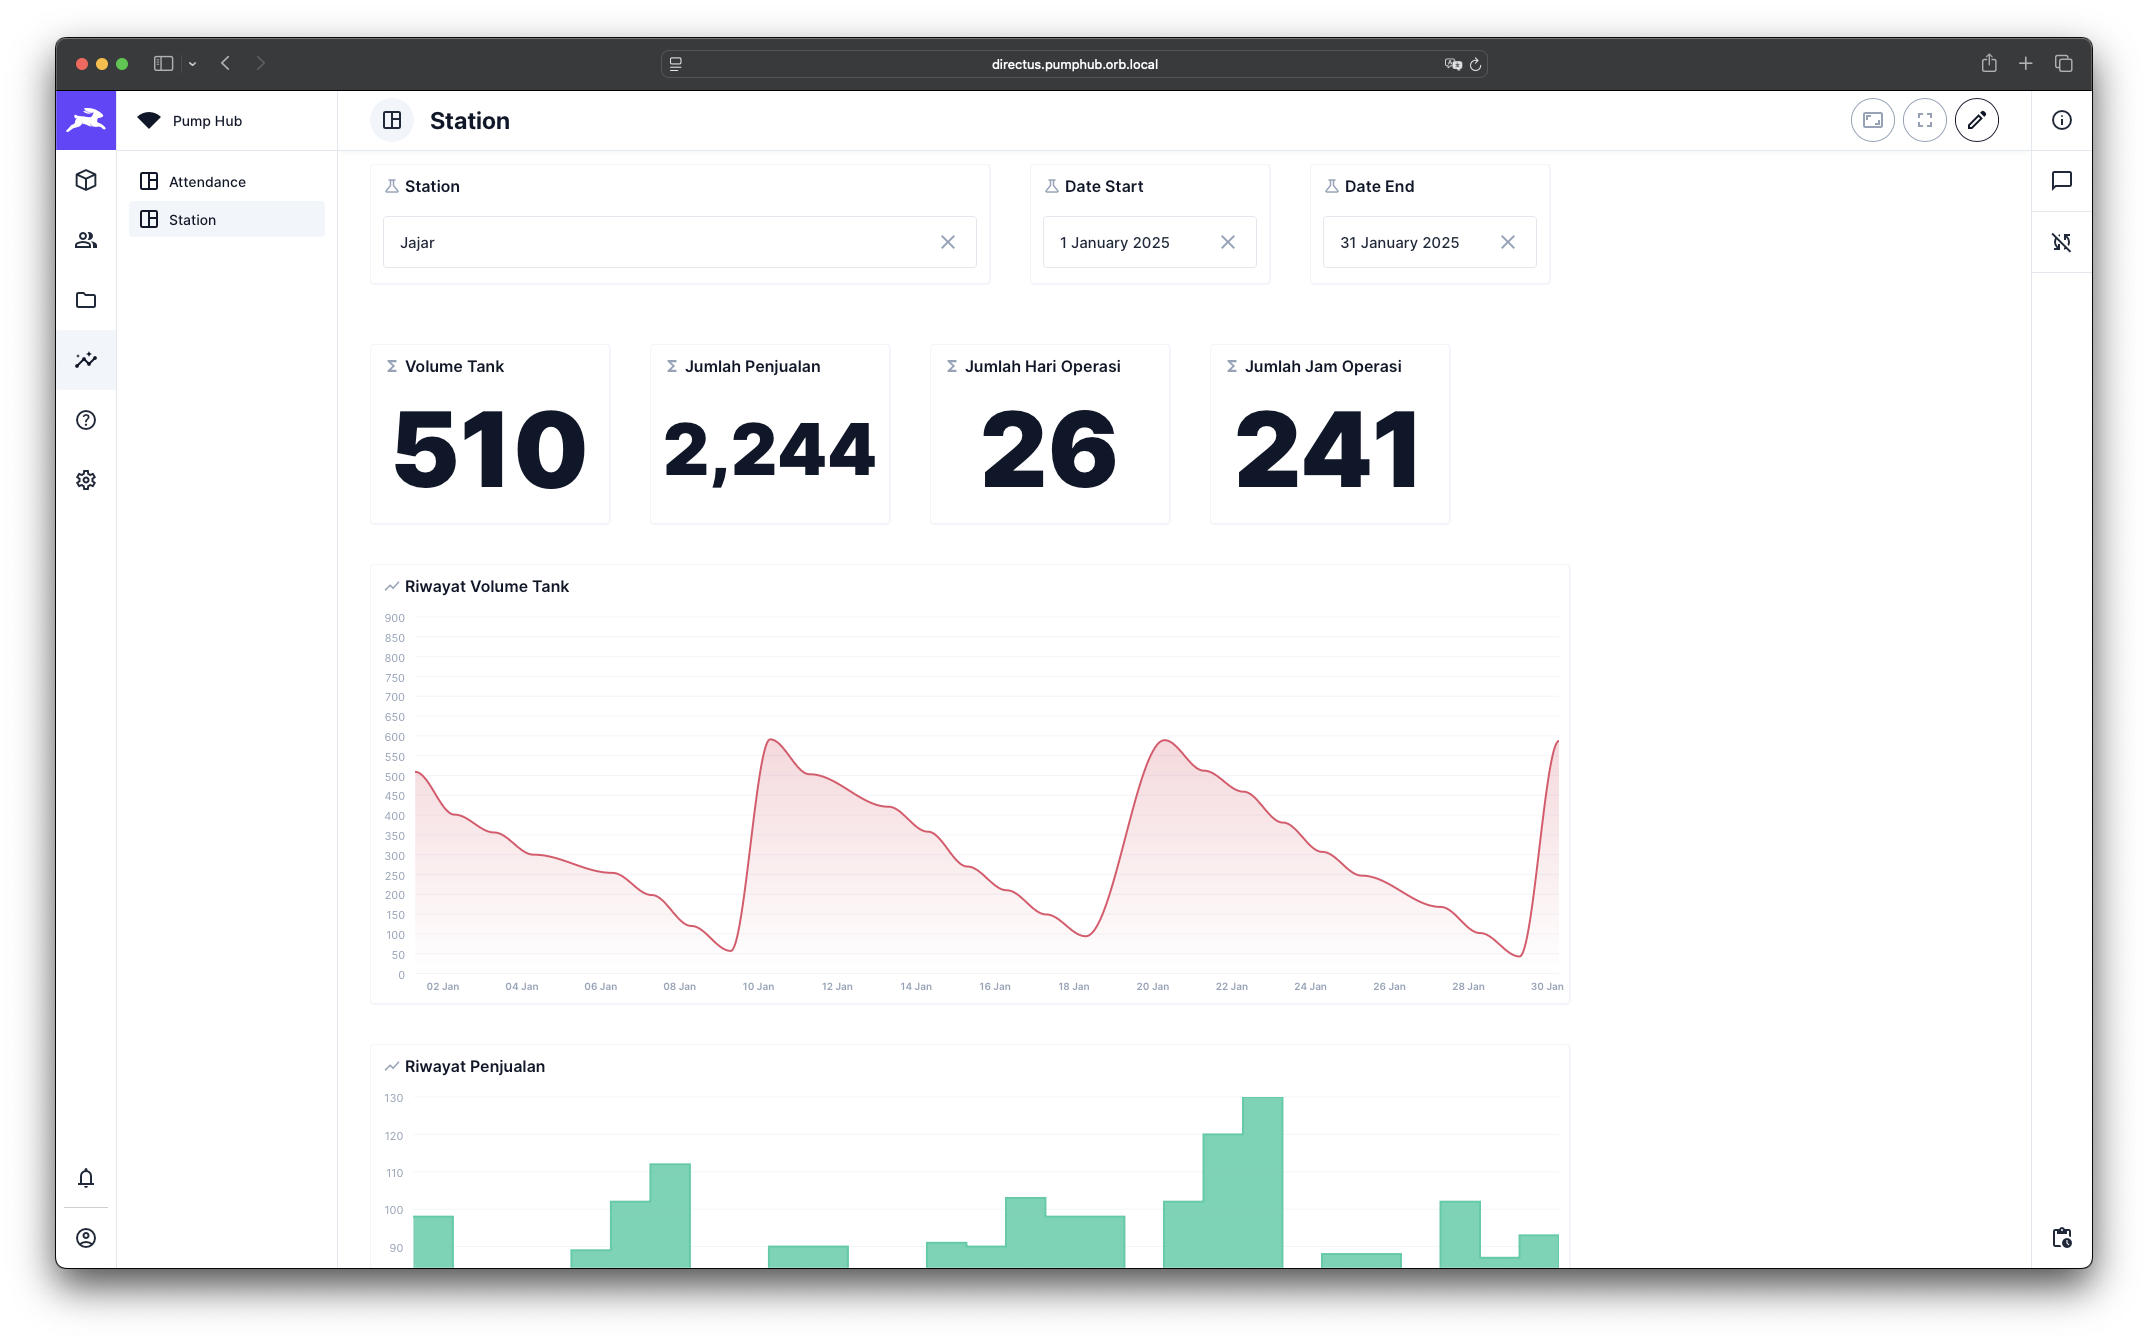 directus.pumphub.orb.local
Pump Hub
Station
Attendance
Station
Station
Date Start
Date End
Jajar
1 January 2025
31 January 2025
Volume Tank
Jumlah Penjualan
Jumlah Hari Operasi
Jumlah Jam Operasi
510
2,244
26
241
Riwayat Volume Tank
900
850
800
750
700
650
600
550
500
450
400
350
300
250
200
150
100
50
0
02 Jan 04 Jan 06 Jan 08 Jan 10 Jan 12 Jan 14 Jan 16 Jan 18 Jan 20 Jan 22 Jan 24 Jan 26 Jan 28 Jan 30 Jan
Riwayat Penjualan
130
120
110
100
90